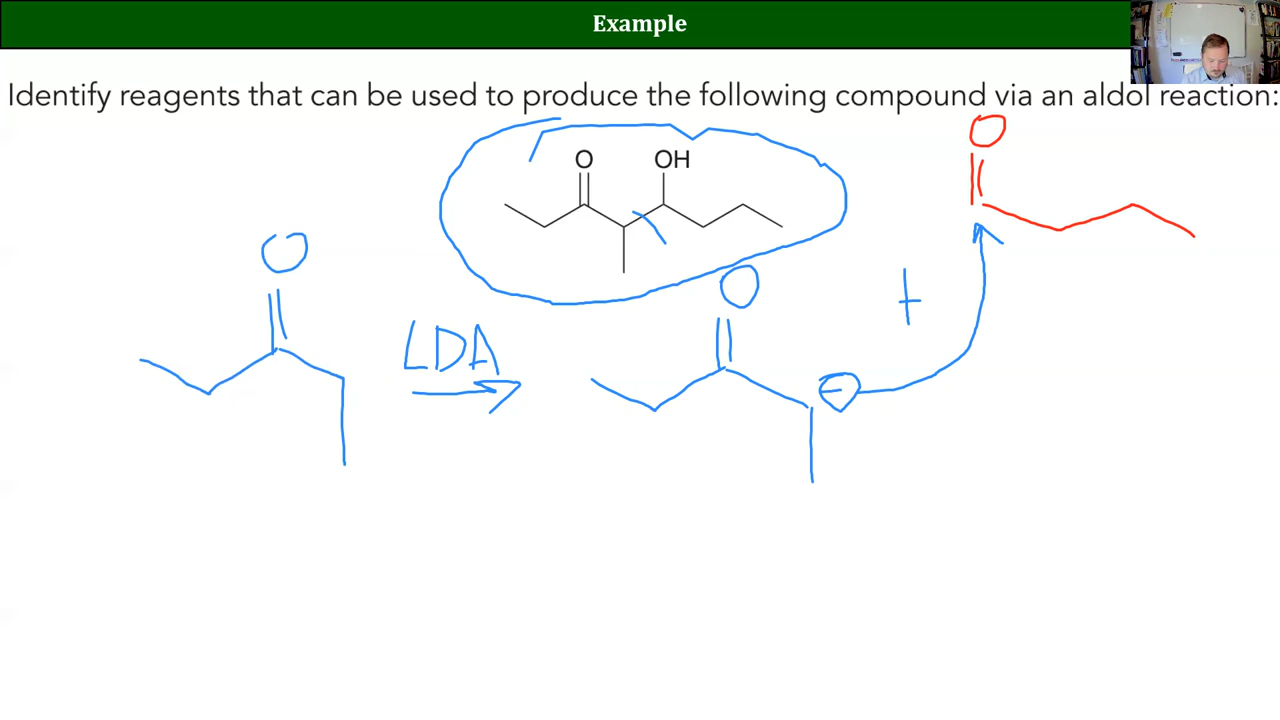 Example
Identify reagents that can be used to produce the following compound via an aldol reaction:
O
O OH
O
O
+
LDA
⊖